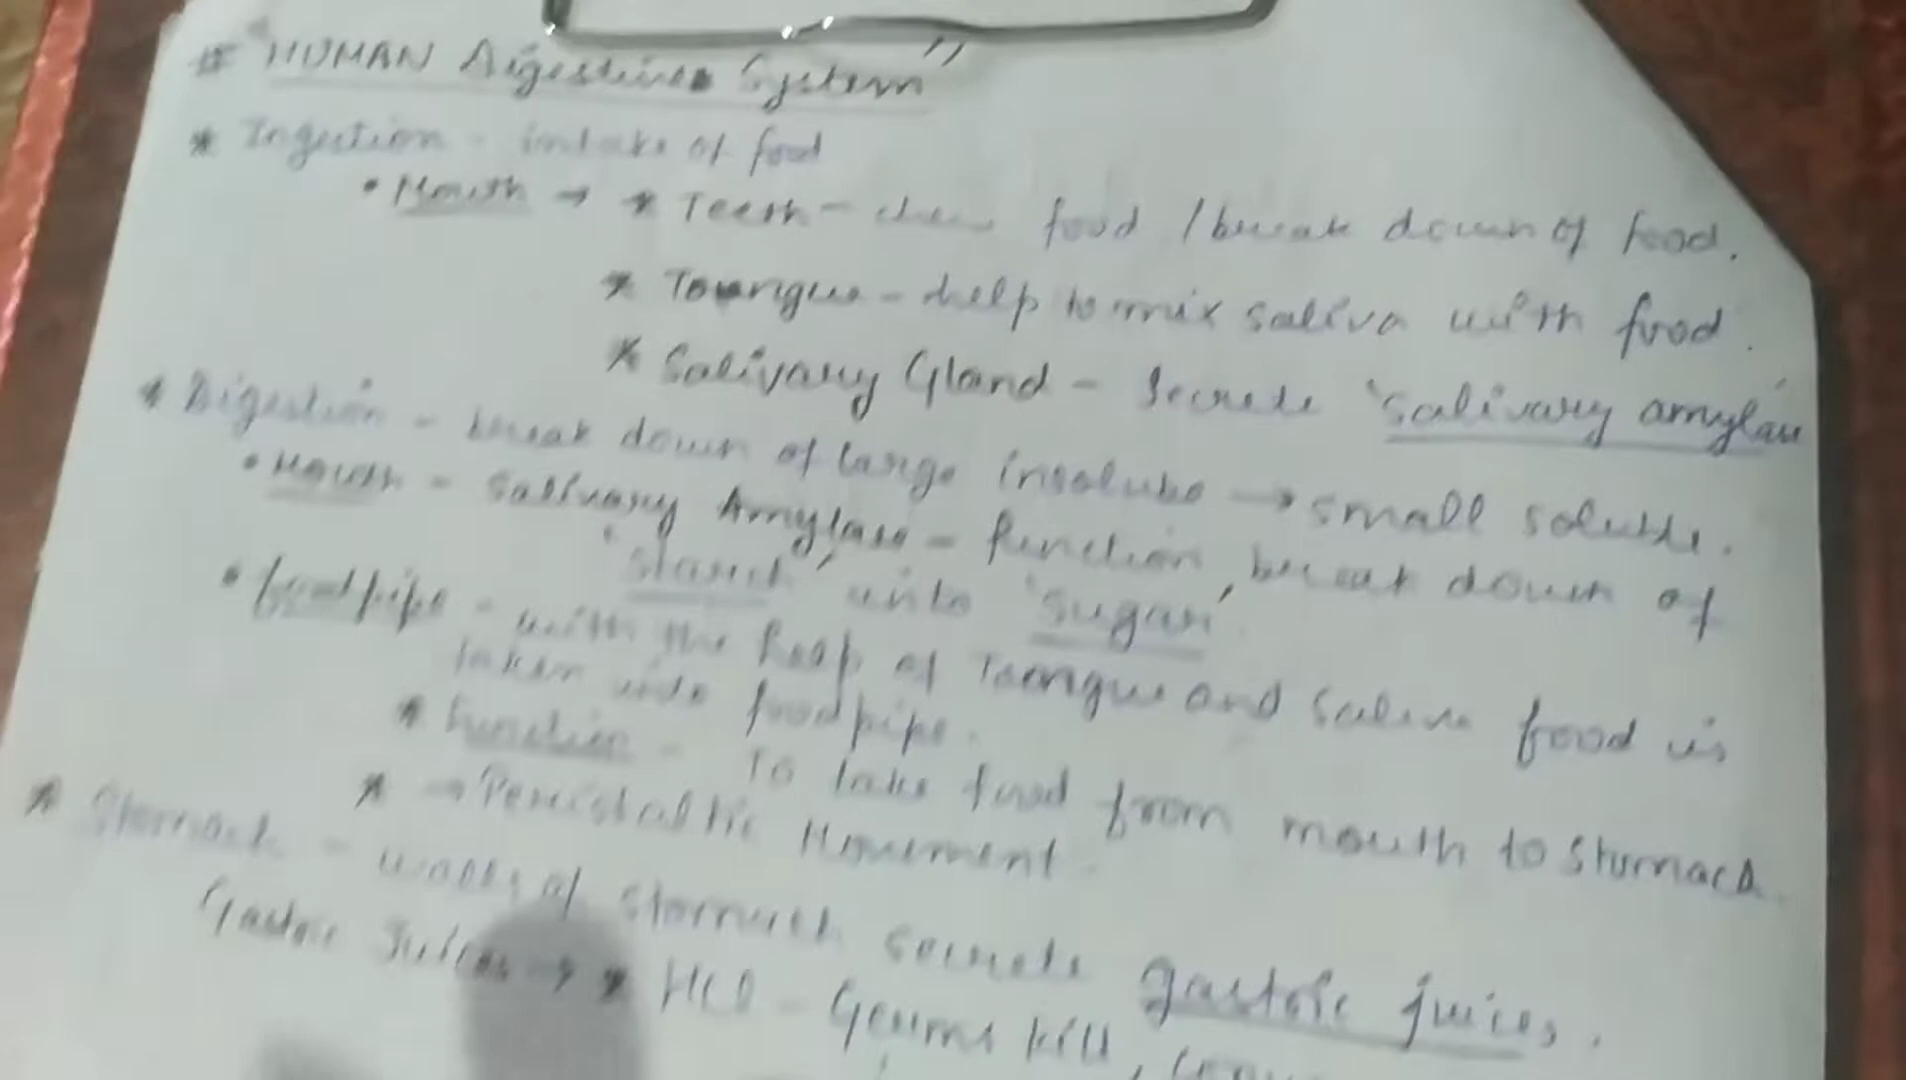 # "HUMAN Digestive System"
* Ingestion - intake of food
• Mouth → * Teeth - chew food / break down of food.
* Toungue - help to mix saliva with food.
* Salivary Gland - Secrete 'salivary amylase
* Digestion - break down of large insoluble → small soluble.
• Mouth - Salivary Amylase - function, break down of
'starch' into 'sugar'.
• foodpipe - with the help of Toungue and saliva food is
taken into foodpipe.
* Function - To take food from mouth to stomach.
* → Peristaltic Movement.
* Stomach - walls of stomach secrete gastric juices.
Gastric Juices → * HCl - Germs kill,